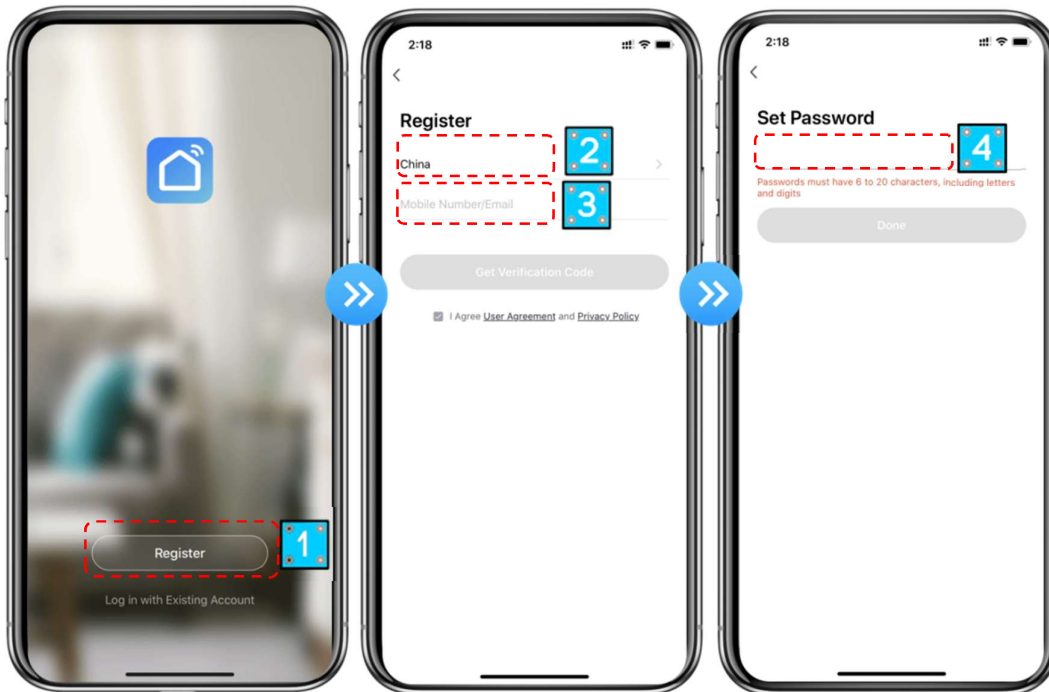 Register
1
Log in with Existing Account
2:18
Register
China
2
Mobile Number/Email
3
Get Verification Code
I Agree User Agreement and Privacy Policy
2:18
Set Password
4
Passwords must have 6 to 20 characters, including letters
and digits
Done